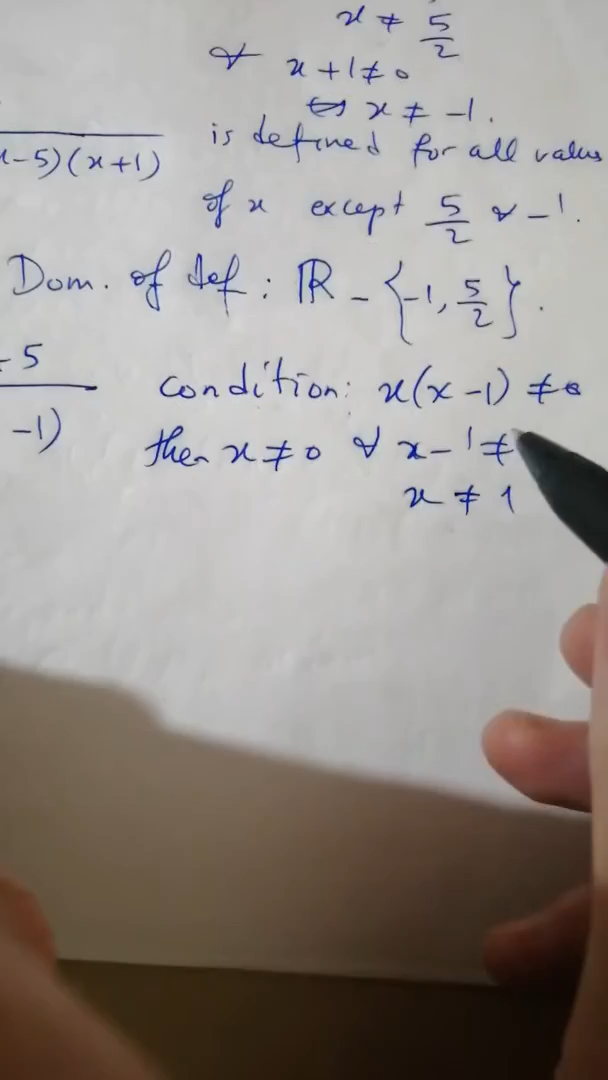 x ≠ 5/2
& x + 1 ≠ 0
⇔ x ≠ -1.
x-5)(x+1) is defined for all values
of x except 5/2 & -1.
Dom. of def: ℝ - {-1, 5/2}.
-5
-1) condition: x(x-1) ≠ 0
then x ≠ 0 & x - 1 ≠
x ≠ 1